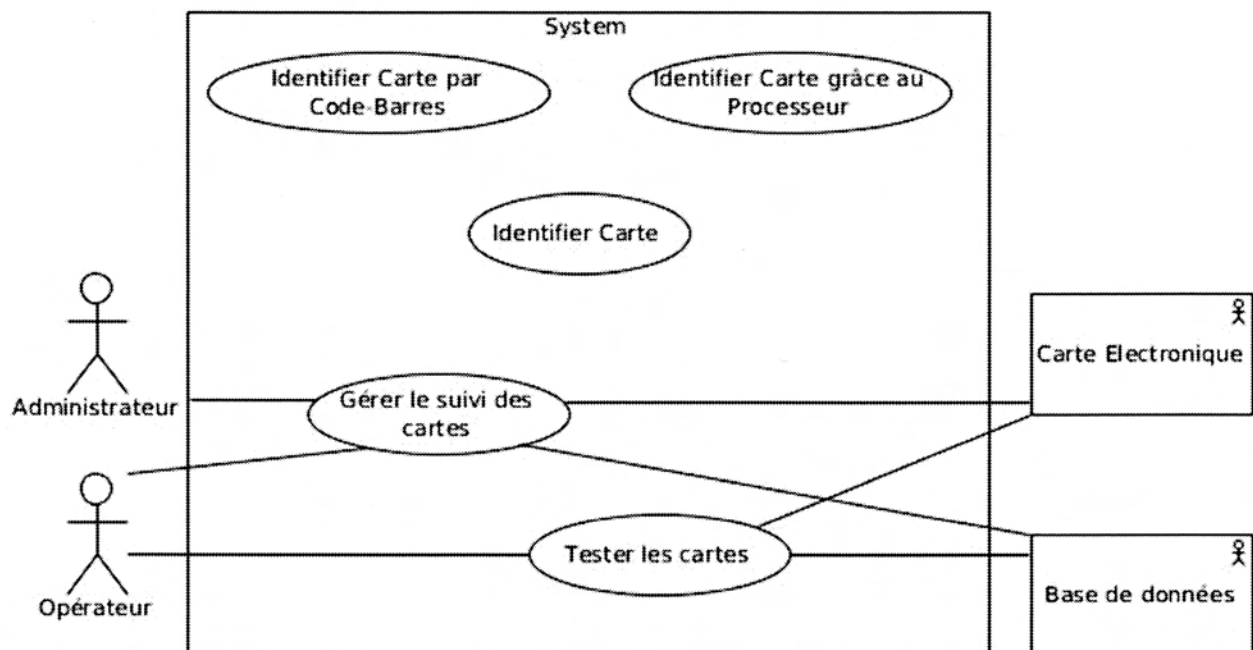 System
Identifier Carte par
Code-Barres
Identifier Carte grâce au
Processeur
Identifier Carte
Administrateur
Gérer le suivi des
cartes
Carte Electronique
Opérateur
Tester les cartes
Base de données